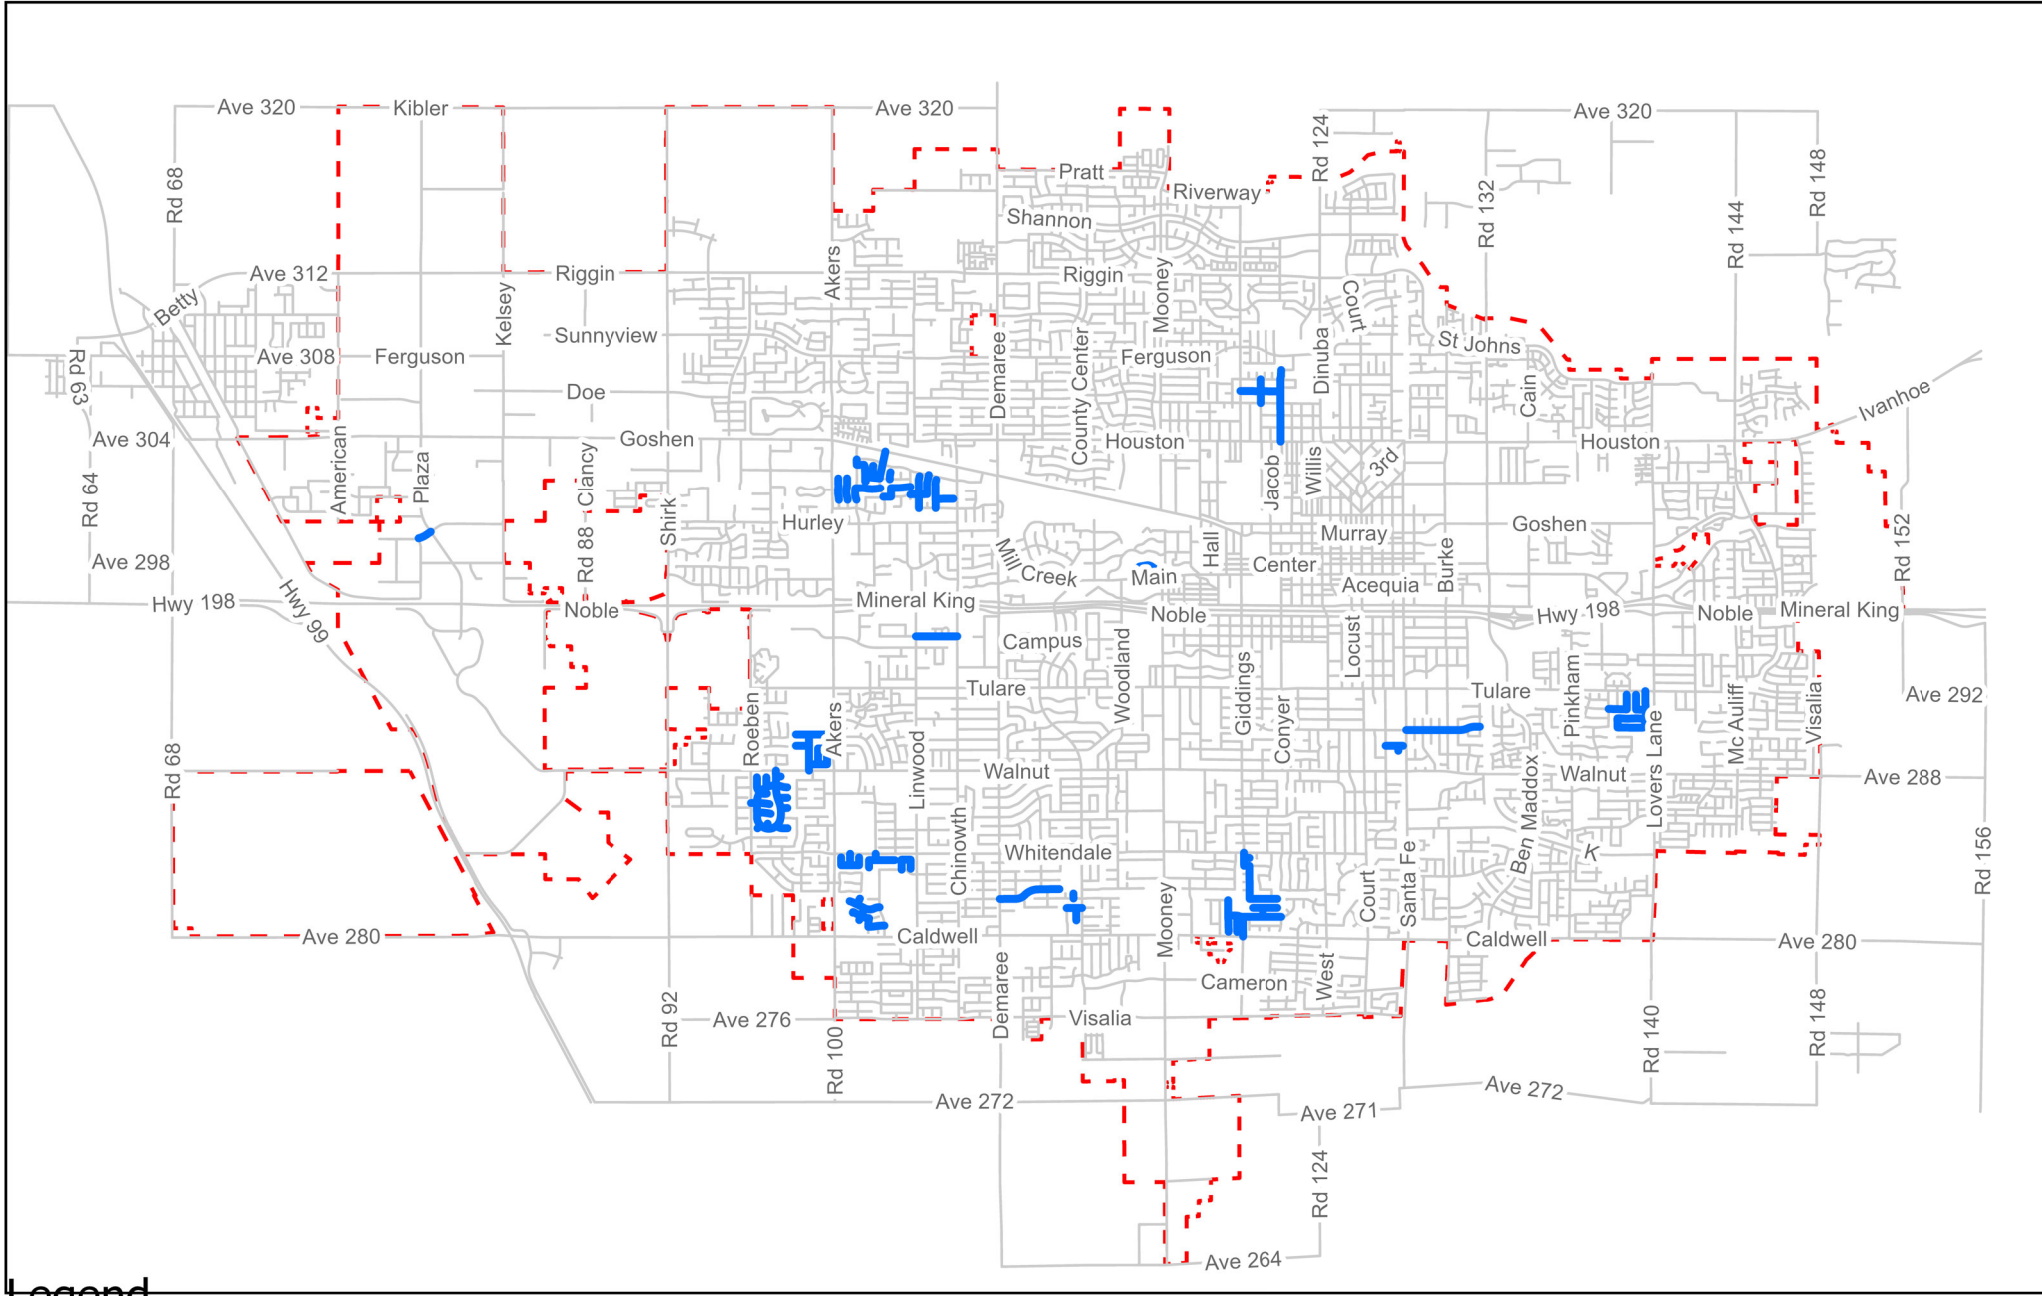 Ave 320
Kibler
Ave 320
Ave 320
Rd 124
Rd 68
Pratt
Riverway
Rd 132
Rd 144
Rd 148
Shannon
Ave 312
Riggin
Akers
Riggin
Mooney
Betty
Kelsey
Sunnyview
Court
Rd 63
Ave 308
Ferguson
Demaree
County Center
Ferguson
Dinuba
St Johns
Doe
Cain
Ivanhoe
Ave 304
Goshen
Houston
Houston
American
Plaza
Clancy
3rd
Rd 64
Jacob
Willis
Shirk
Hurley
Murray
Goshen
Ave 298
Rd 88
Mill Creek
Main
Hall
Center
Acequia
Burke
Rd 152
Hwy 198
Hwy 99
Noble
Mineral King
Noble
Hwy 198
Noble
Mineral King
Campus
Woodland
Locust
Tulare
Giddings
Tulare
Pinkham
Mc Auliff
Visalia
Ave 292
Roeben
Akers
Conyer
Lovers Lane
Rd 68
Linwood
Walnut
Walnut
Ave 288
Chinowth
Whitendale
Ben Maddox
K
Rd 156
Mooney
Court
Santa Fe
Ave 280
Caldwell
Caldwell
Ave 280
Demaree
Cameron
West
Rd 92
Ave 276
Visalia
Rd 100
Rd 140
Rd 148
Ave 272
Ave 271
Ave 272
Rd 124
Ave 264
Legend